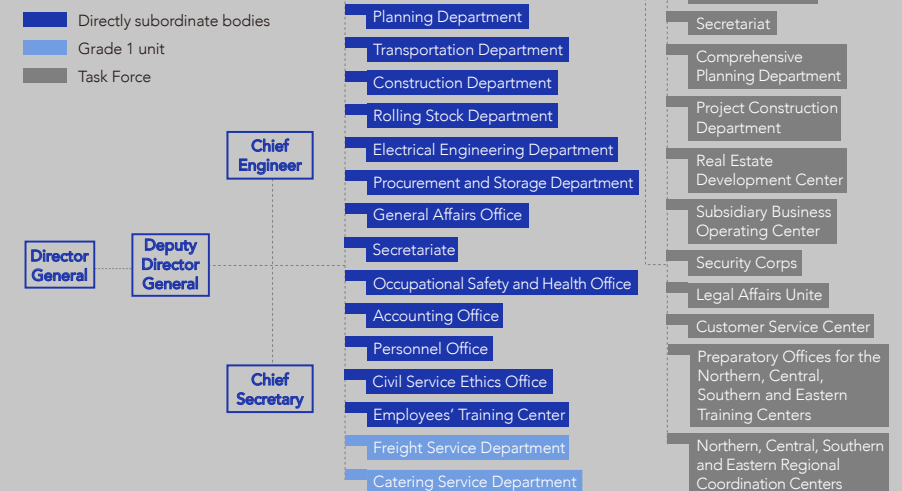 Directly subordinate bodies
Grade 1 unit
Task Force
Director
General
Deputy
Director
General
Chief
Engineer
Chief
Secretary
Planning Department
Transportation Department
Construction Department
Rolling Stock Department
Electrical Engineering Department
Procurement and Storage Department
General Affairs Office
Secretariate
Occupational Safety and Health Office
Accounting Office
Personnel Office
Civil Service Ethics Office
Employees' Training Center
Freight Service Department
Catering Service Department
Secretariat
Comprehensive
Planning Department
Project Construction
Department
Real Estate
Development Center
Subsidiary Business
Operating Center
Security Corps
Legal Affairs Unite
Customer Service Center
Preparatory Offices for the
Northern, Central,
Southern and Eastern
Training Centers
Northern, Central, Southern
and Eastern Regional
Coordination Centers